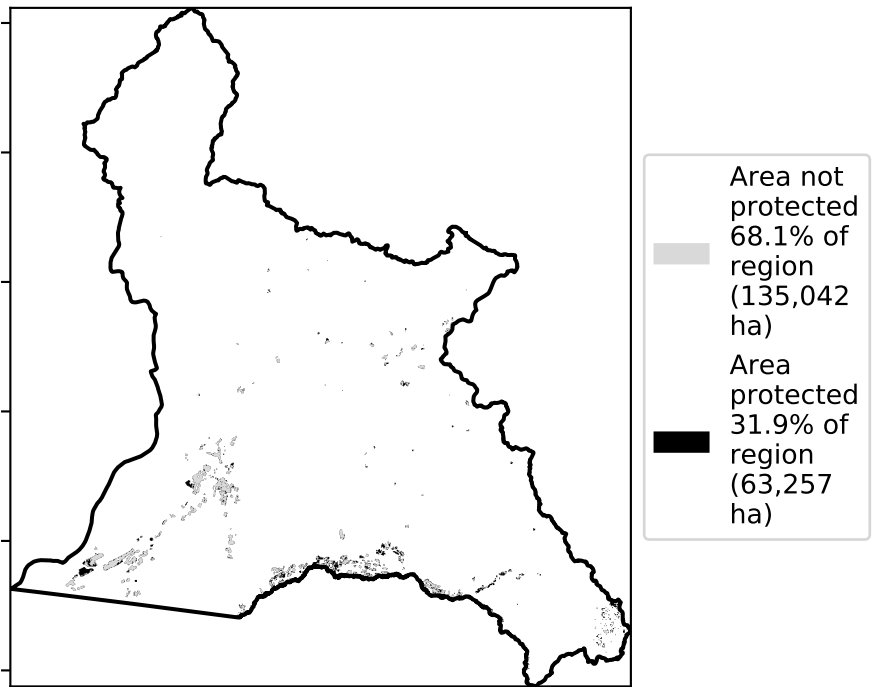 Area not
protected
68.1% of
region
(135,042
ha)
Area
protected
31.9% of
region
(63,257
ha)